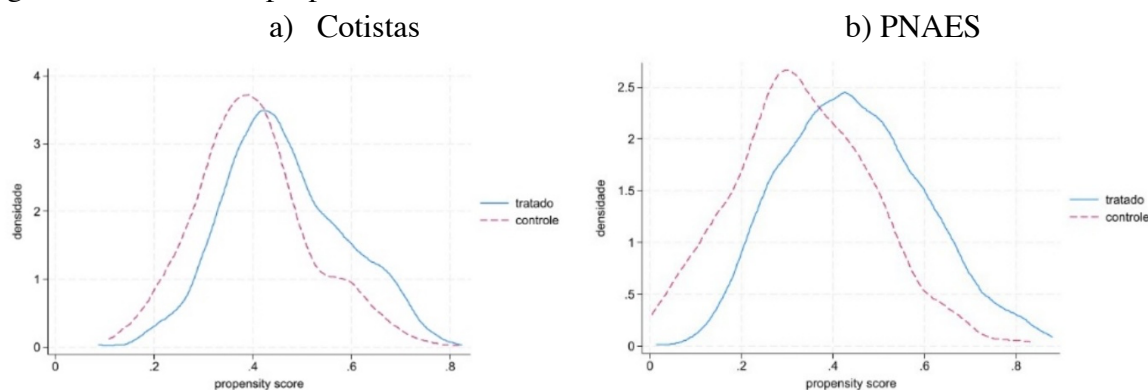 a) Cotistas
b) PNAES
4
3
2
1
0
densidade
0
.2
.4
.6
.8
propensity score
tratado
controle
2.5
2
1.5
1
.5
0
densidade
0
.2
.4
.6
.8
propensity score
tratado
controle